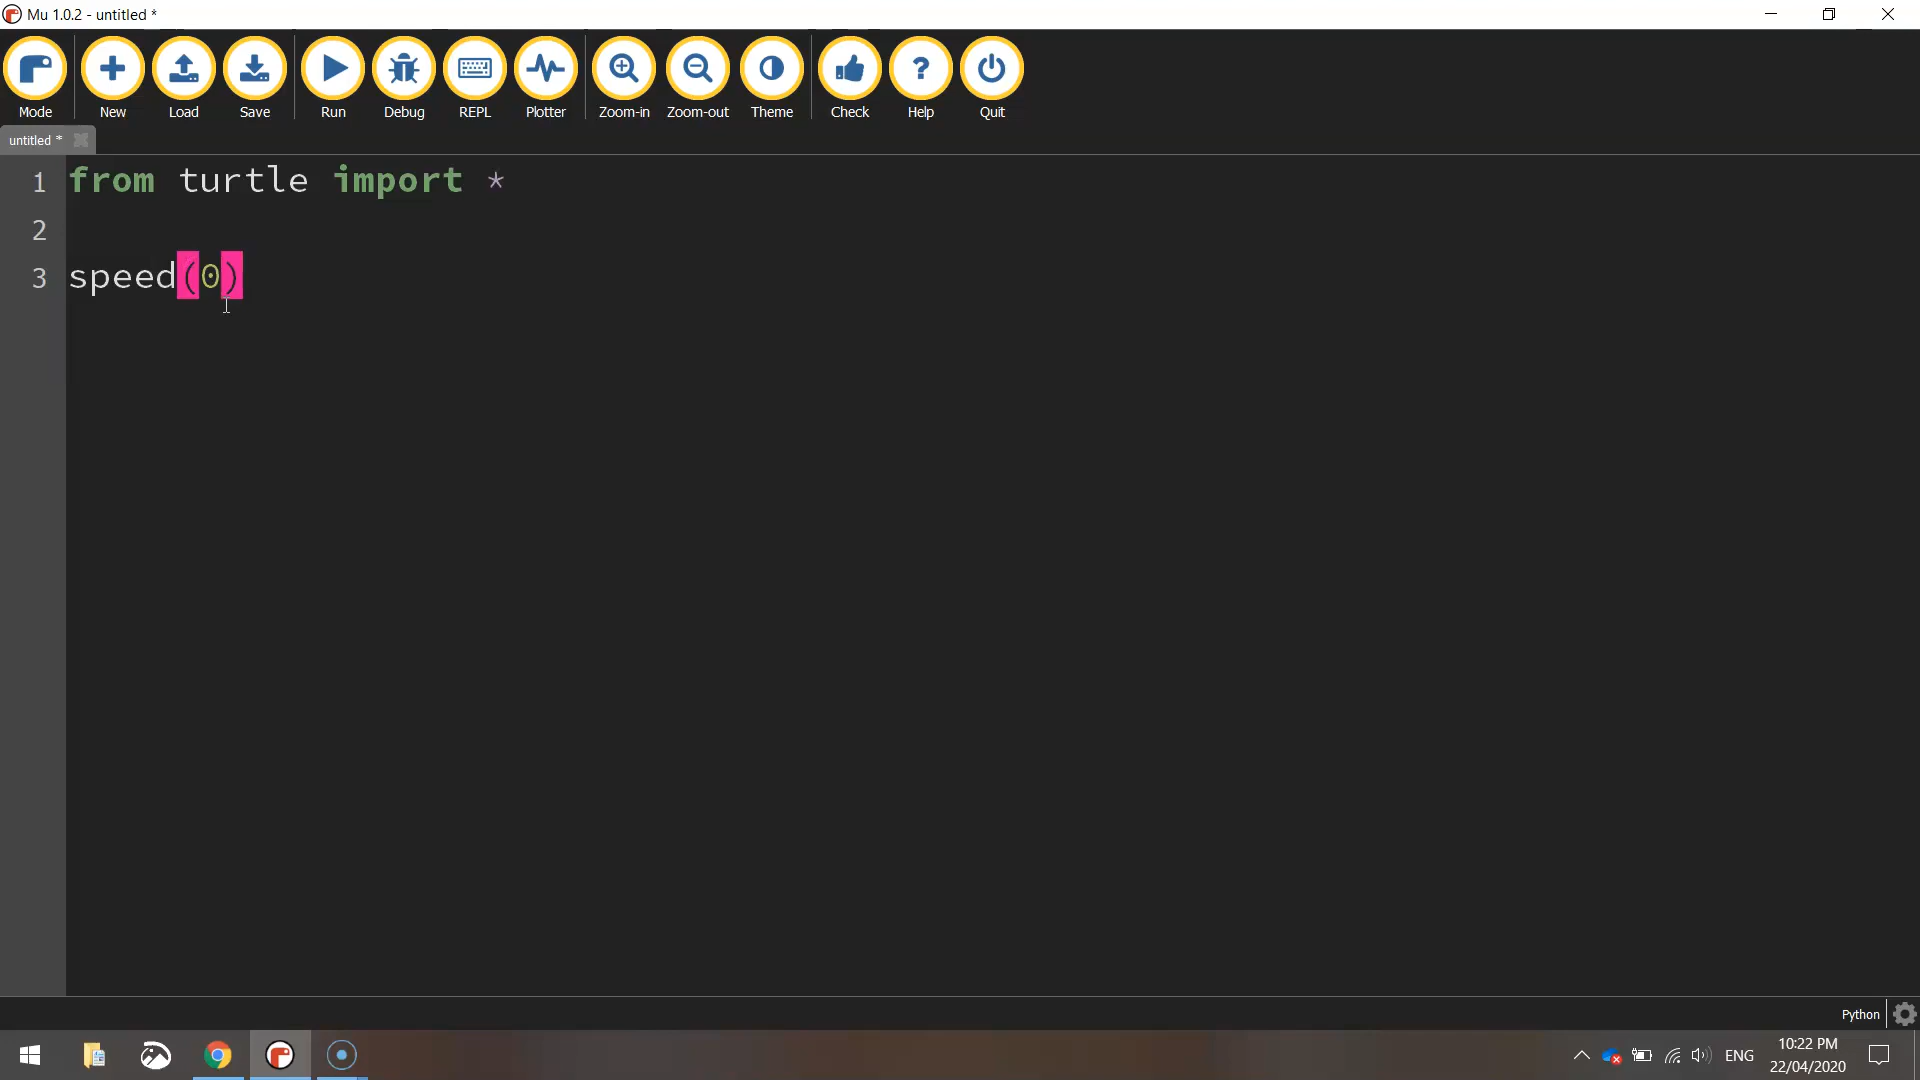 Mu 1.0.2 - untitled *
Mode New Load Save Run Debug REPL Plotter Zoom-in Zoom-out Theme Check Help Quit
untitled *
1 from turtle import *
2
3 speed(0)
Python
ENG
10:22 PM
22/04/2020